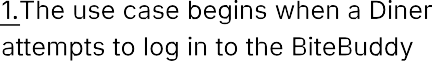 1.The use case begins when a Diner
attempts to log in to the BiteBuddy